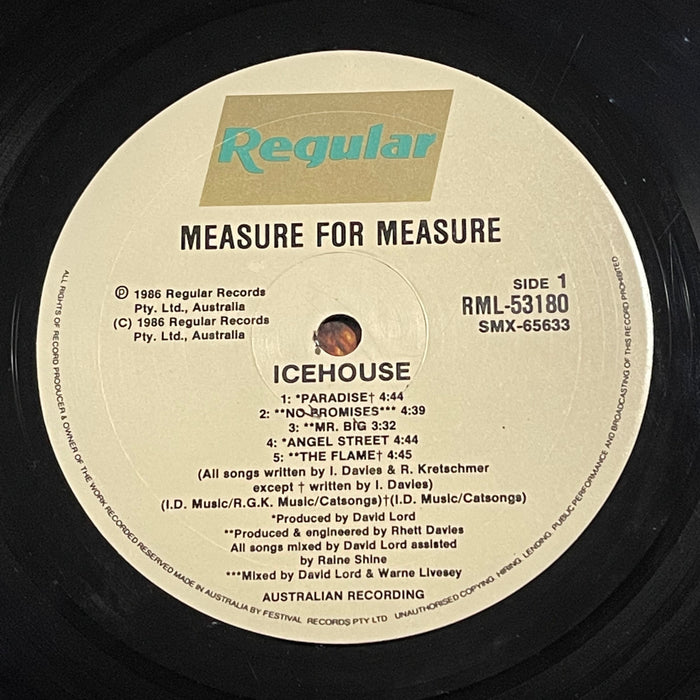 Regular
MEASURE FOR MEASURE
℗ 1986 Regular Records
Pty. Ltd., Australia
(C) 1986 Regular Records
Pty. Ltd., Australia
SIDE 1
RML-53180
SMX-65633
ICEHOUSE
1: *PARADISE† 4:44
2: **NO PROMISES*** 4:39
3: **MR. BIG 3:32
4: *ANGEL STREET 4:44
5: **THE FLAME† 4:45
(All songs written by I. Davies & R. Kretschmer
except † written by I. Davies)
(I.D. Music/R.G.K. Music/Catsongs)†(I.D. Music/Catsongs)
*Produced by David Lord
**Produced & engineered by Rhett Davies
All songs mixed by David Lord assisted
by Raine Shine
***Mixed by David Lord & Warne Livesey
AUSTRALIAN RECORDING
ALL RIGHTS OF RECORD PRODUCER & OWNER OF THE WORK RECORDED RESERVED MADE IN AUSTRALIA BY FESTIVAL RECORDS PTY LTD UNAUTHORISED COPYING, HIRING, LENDING, PUBLIC PERFORMANCE AND BROADCASTING OF THIS RECORD PROHIBITED